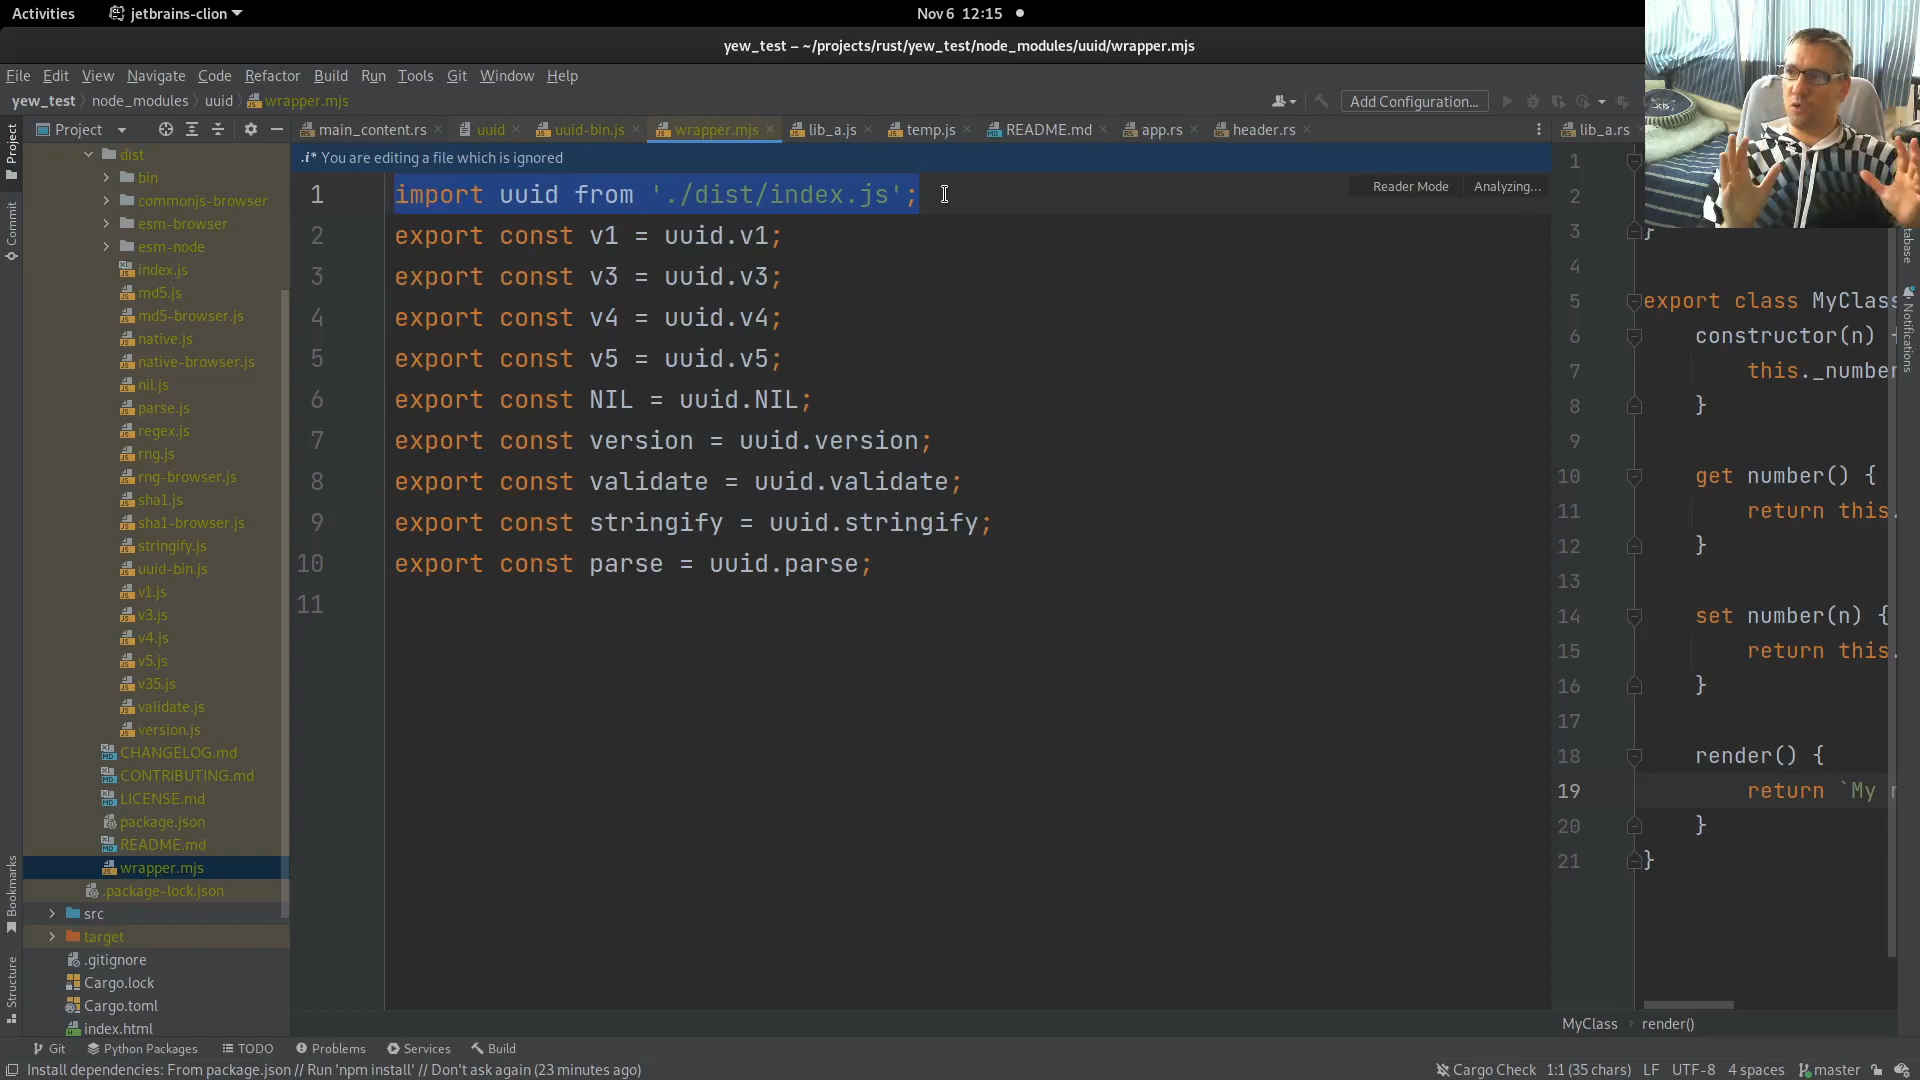 Activities
jetbrains-clion
Nov 6 12:15
yew_test – ~/projects/rust/yew_test/node_modules/uuid/wrapper.mjs
File Edit View Navigate Code Refactor Build Run Tools Git Window Help
yew_test node_modules uuid wrapper.mjs
Add Configuration...
Project
main_content.rs uuid uuid-bin.js wrapper.mjs lib_a.js temp.js README.md app.rs header.rs lib_a.rs
.i* You are editing a file which is ignored
Reader Mode Analyzing...
Project
Commit
Bookmarks
Structure
dist
bin
commonjs-browser
esm-browser
esm-node
index.js
md5.js
md5-browser.js
native.js
native-browser.js
nil.js
parse.js
regex.js
rng.js
rng-browser.js
sha1.js
sha1-browser.js
stringify.js
uuid-bin.js
v1.js
v3.js
v4.js
v5.js
v35.js
validate.js
version.js
CHANGELOG.md
CONTRIBUTING.md
LICENSE.md
package.json
README.md
wrapper.mjs
.package-lock.json
src
target
.gitignore
Cargo.lock
Cargo.toml
index.html
1 import uuid from './dist/index.js';
2 export const v1 = uuid.v1;
3 export const v3 = uuid.v3;
4 export const v4 = uuid.v4;
5 export const v5 = uuid.v5;
6 export const NIL = uuid.NIL;
7 export const version = uuid.version;
8 export const validate = uuid.validate;
9 export const stringify = uuid.stringify;
10 export const parse = uuid.parse;
11
1
2
3 }
4
5 export class MyClass
6 constructor(n) {
7 this._number
8 }
9
10 get number() {
11 return this.
12 }
13
14 set number(n) {
15 return this.
16 }
17
18 render() {
19 return `My
20 }
21 }
Notifications
MyClass render()
Git Python Packages TODO Problems Services Build
Install dependencies: From package.json // Run 'npm install' // Don't ask again (23 minutes ago)
Cargo Check 1:1 (35 chars) LF UTF-8 4 spaces master